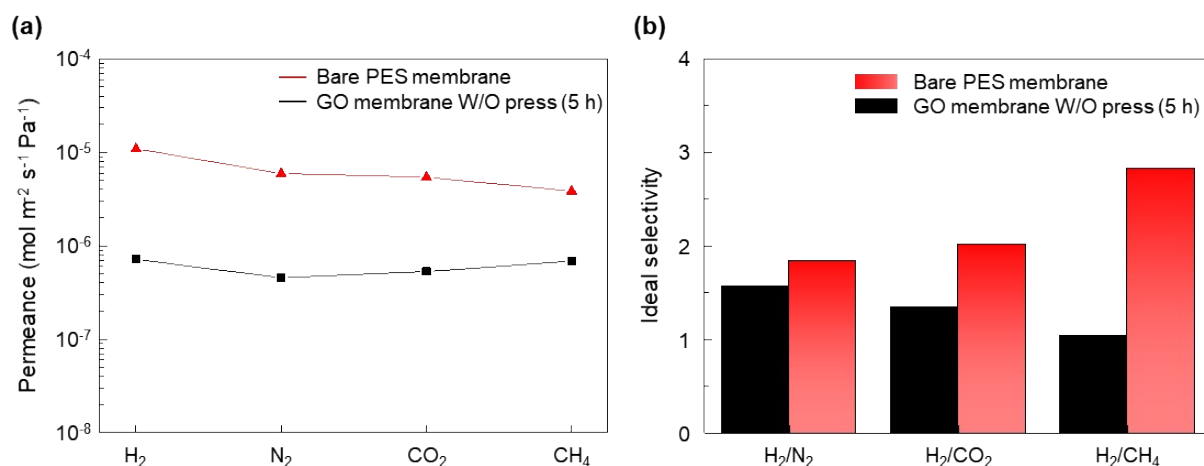 (a)
Permeance (mol m⁻² s⁻¹ Pa⁻¹)
10⁻⁴
10⁻⁵
10⁻⁶
10⁻⁷
10⁻⁸
Bare PES membrane
GO membrane W/O press (5 h)
H₂ N₂ CO₂ CH₄
(b)
Ideal selectivity
4
3
2
1
0
Bare PES membrane
GO membrane W/O press (5 h)
H₂/N₂ H₂/CO₂ H₂/CH₄